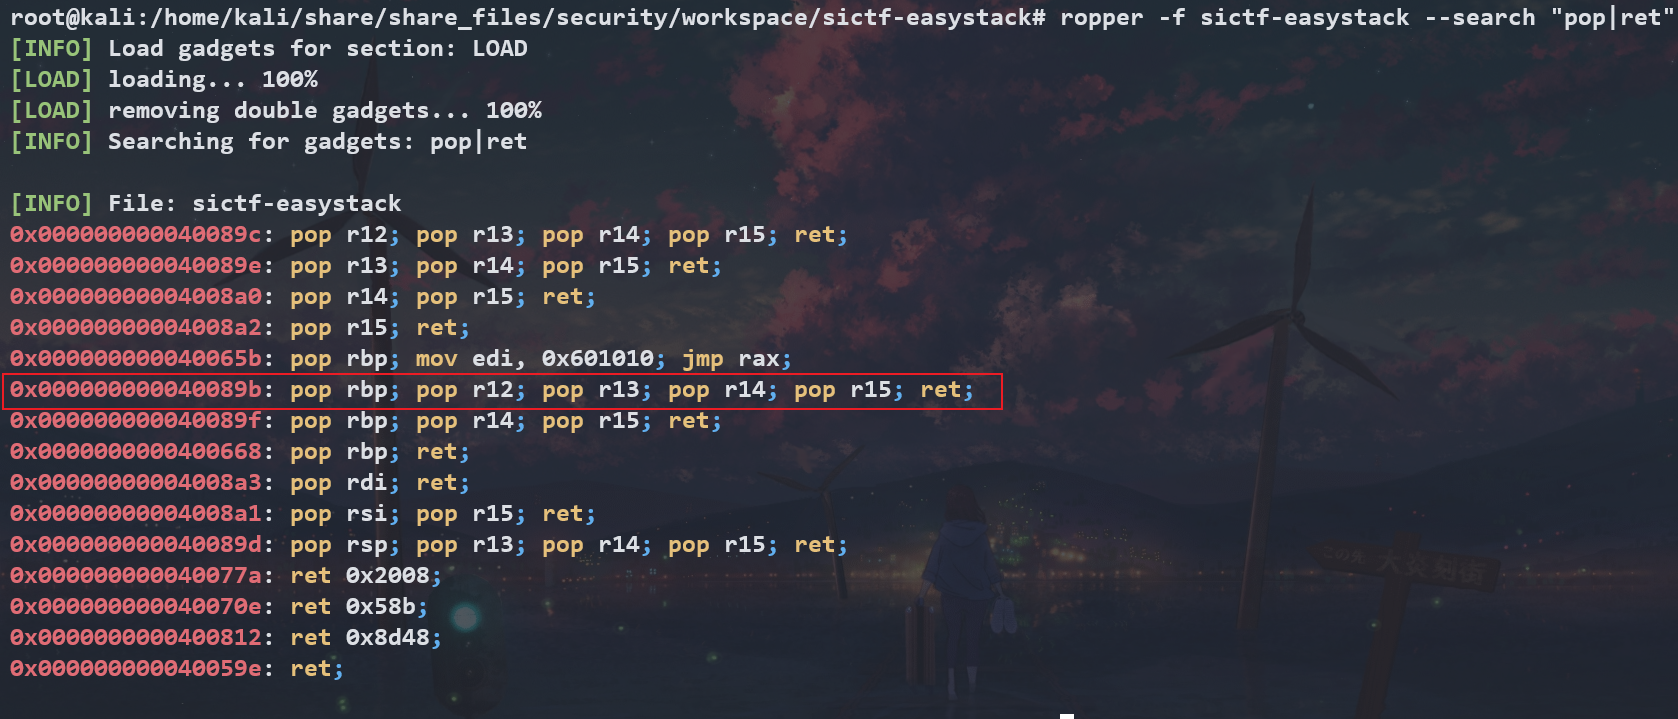 root@kali:/home/kali/share/share_files/security/workspace/sictf-easystack# ropper -f sictf-easystack --search "pop|ret"
[INFO] Load gadgets for section: LOAD
[LOAD] loading... 100%
[LOAD] removing double gadgets... 100%
[INFO] Searching for gadgets: pop|ret
[INFO] File: sictf-easystack
0x000000000040089c: pop r12; pop r13; pop r14; pop r15; ret;
0x000000000040089e: pop r13; pop r14; pop r15; ret;
0x00000000004008a0: pop r14; pop r15; ret;
0x00000000004008a2: pop r15; ret;
0x000000000040065b: pop rbp; mov edi, 0x601010; jmp rax;
0x000000000040089b: pop rbp; pop r12; pop r13; pop r14; pop r15; ret;
0x000000000040089f: pop rbp; pop r14; pop r15; ret;
0x0000000000400668: pop rbp; ret;
0x00000000004008a3: pop rdi; ret;
0x00000000004008a1: pop rsi; pop r15; ret;
0x000000000040089d: pop rsp; pop r13; pop r14; pop r15; ret;
0x000000000040077a: ret 0x2008;
0x000000000040070e: ret 0x58b;
0x0000000000400812: ret 0x8d48;
0x000000000040059e: ret;